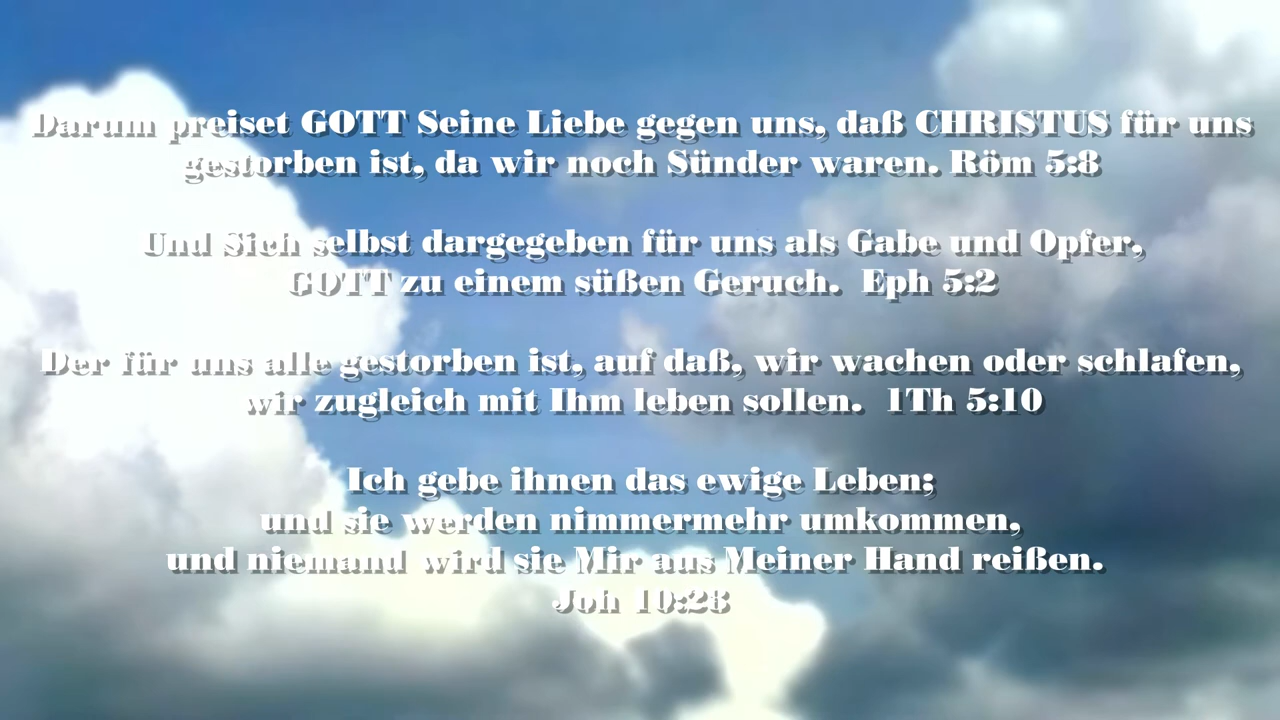 Darum preiset GOTT Seine Liebe gegen uns, daß CHRISTUS für uns
gestorben ist, da wir noch Sünder waren. Röm 5:8
Und Sich selbst dargegeben für uns als Gabe und Opfer,
GOTT zu einem süßen Geruch.  Eph 5:2
Der für uns alle gestorben ist, auf daß, wir wachen oder schlafen,
wir zugleich mit Ihm leben sollen.  1Th 5:10
Ich gebe ihnen das ewige Leben;
und sie werden nimmermehr umkommen,
und niemand wird sie Mir aus Meiner Hand reißen.
Joh 10:28